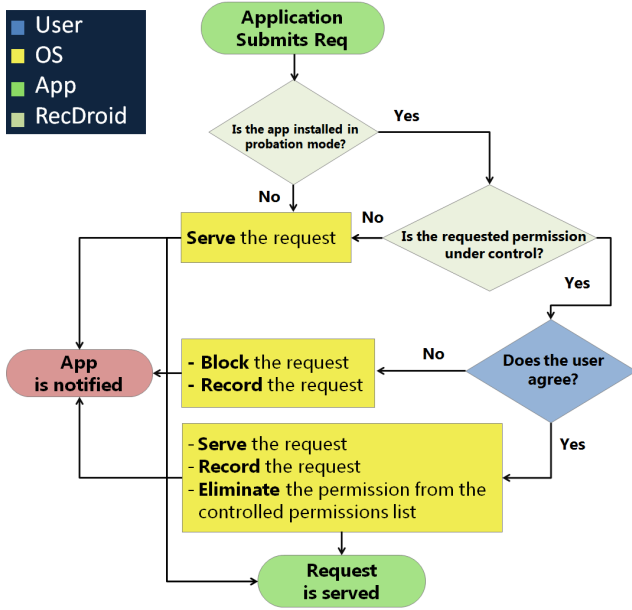 User
OS
App
RecDroid
Application
Submits Req
Is the app installed in
probation mode?
Yes
No
Is the requested permission
under control?
No
Serve the request
Yes
Does the user
agree?
No
- Block the request
- Record the request
App
is notified
Yes
- Serve the request
- Record the request
- Eliminate the permission from the
controlled permissions list
Request
is served